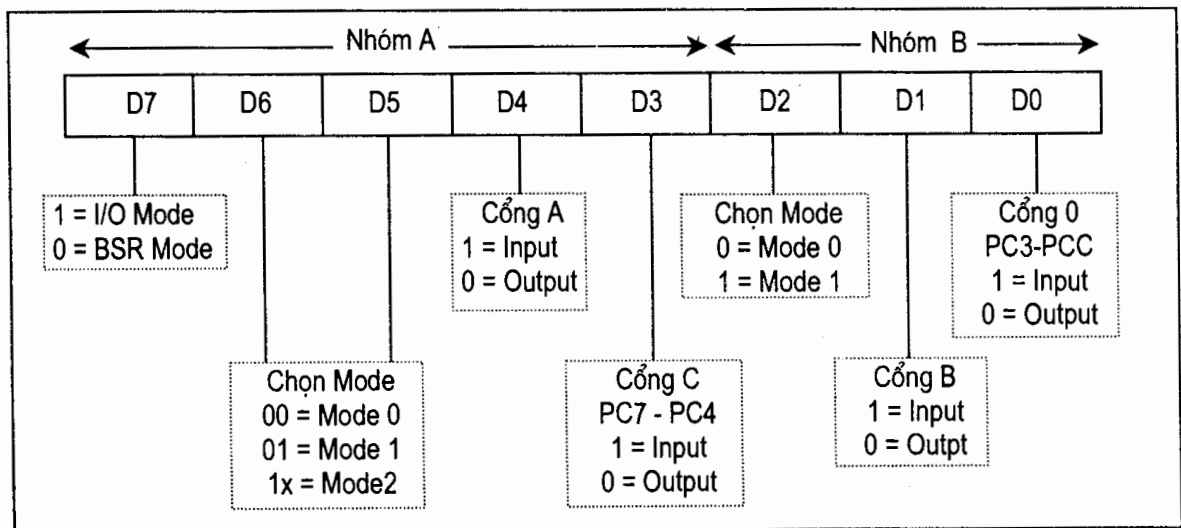 Nhóm A
Nhóm B
D7 D6 D5 D4 D3 D2 D1 D0
1 = I/O Mode
0 = BSR Mode
Cổng A
1 = Input
0 = Output
Chọn Mode
0 = Mode 0
1 = Mode 1
Cổng 0
PC3-PCC
1 = Input
0 = Output
Chọn Mode
00 = Mode 0
01 = Mode 1
1x = Mode2
Cổng C
PC7 - PC4
1 = Input
0 = Output
Cổng B
1 = Input
0 = Outpt